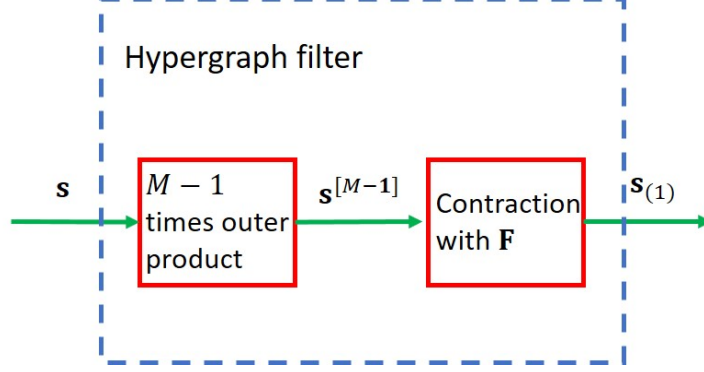 Hypergraph filter
s
M − 1
times outer
product
s^[M−1]
Contraction
with F
s_(1)